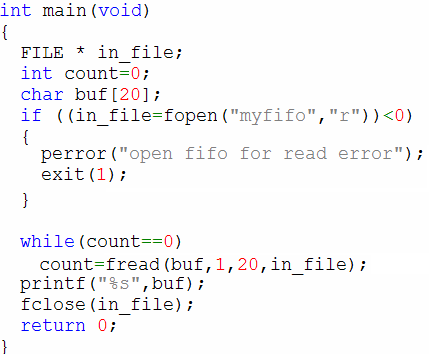 int main(void)
{
  FILE * in_file;
  int count=0;
  char buf[20];
  if ((in_file=fopen("myfifo","r"))<0)
  {
    perror("open fifo for read error");
    exit(1);
  }
  while(count==0)
    count=fread(buf,1,20,in_file);
  printf("%s",buf);
  fclose(in_file);
  return 0;
}